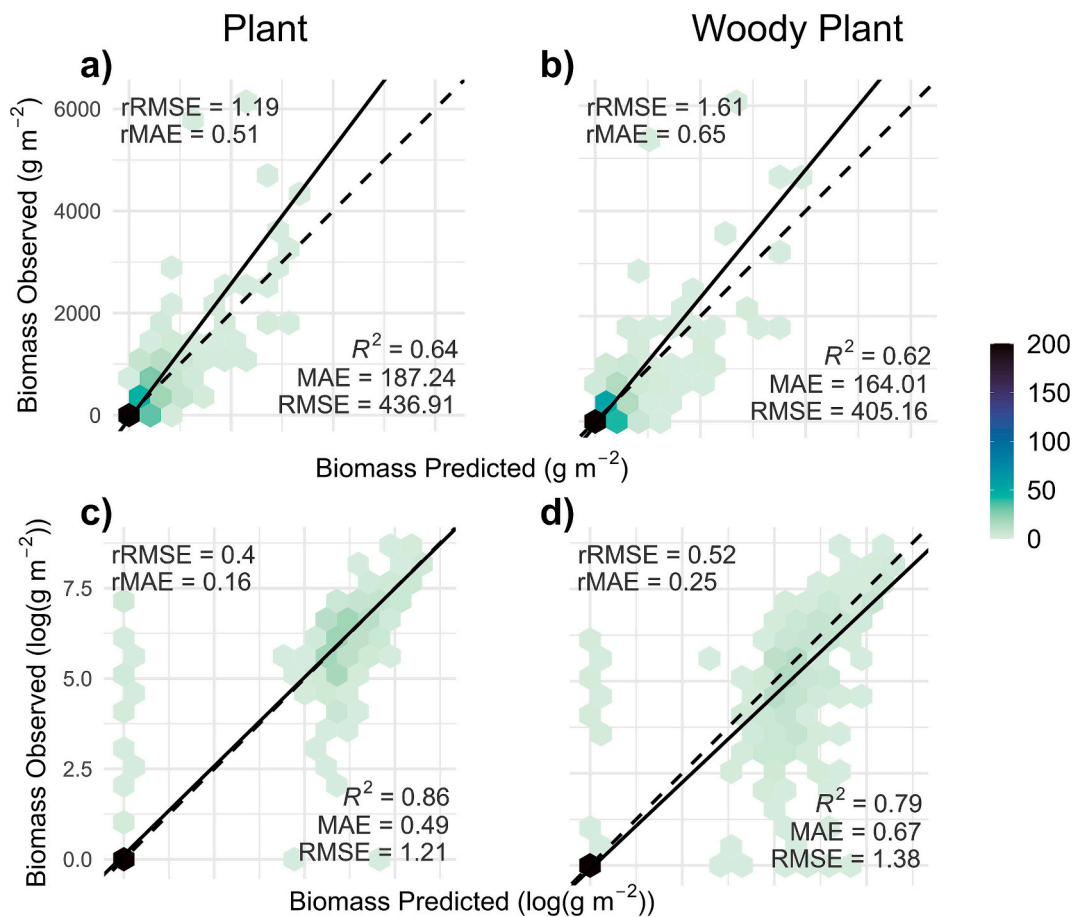 Plant
Woody Plant
a)
b)
rRMSE = 1.19
rMAE = 0.51
rRMSE = 1.61
rMAE = 0.65
Biomass Observed (g m−2)
6000
4000
2000
0
R2 = 0.64
MAE = 187.24
RMSE = 436.91
R2 = 0.62
MAE = 164.01
RMSE = 405.16
Biomass Predicted (g m−2)
200
150
100
50
0
c)
d)
rRMSE = 0.4
rMAE = 0.16
rRMSE = 0.52
rMAE = 0.25
Biomass Observed (log(g m−2))
7.5
5.0
2.5
0.0
R2 = 0.86
MAE = 0.49
RMSE = 1.21
R2 = 0.79
MAE = 0.67
RMSE = 1.38
Biomass Predicted (log(g m−2))